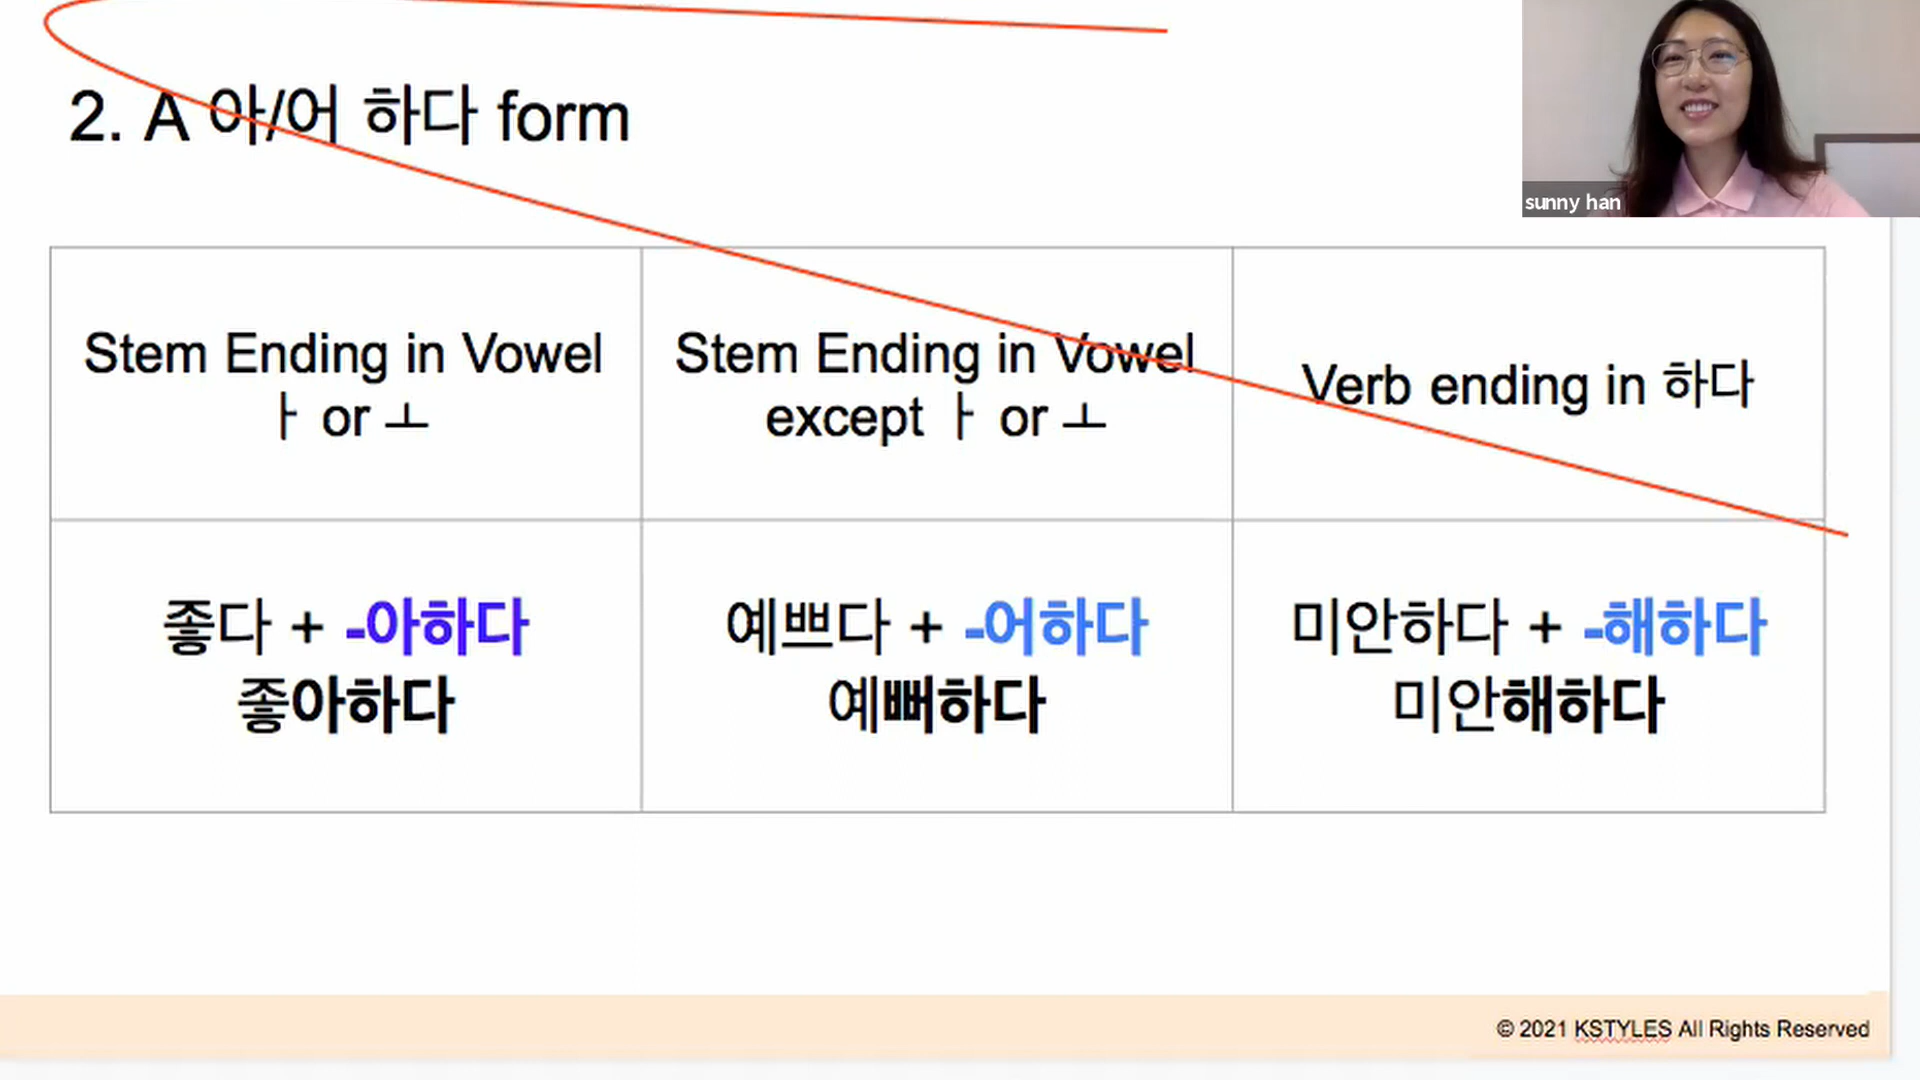 2. A 아/어 하다 form
sunny han
Stem Ending in Vowel
ㅏ or ㅗ
Stem Ending in Vowel
except ㅏ or ㅗ
Verb ending in 하다
좋다 + -아하다
좋아하다
예쁘다 + -어하다
예뻐하다
미안하다 + -해하다
미안해하다
© 2021 KSTYLES All Rights Reserved